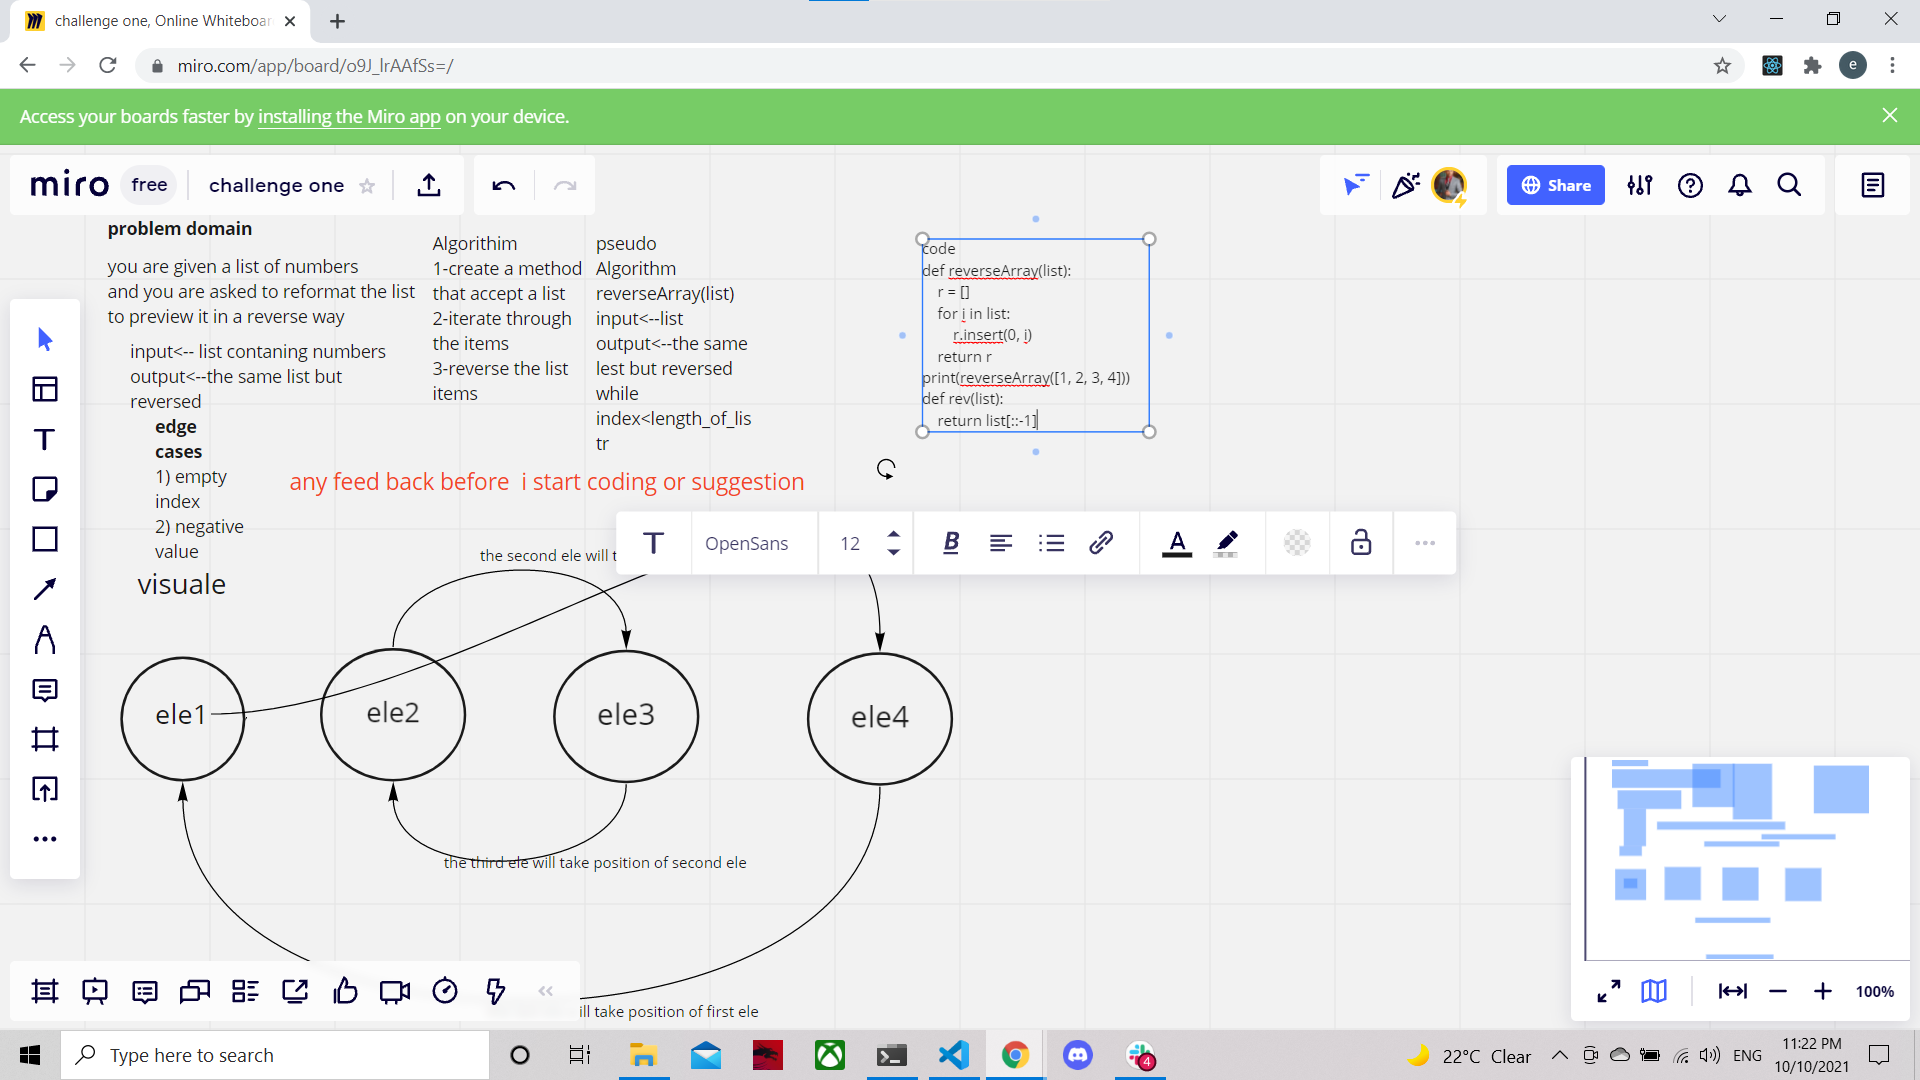 challenge one, Online Whiteboar
miro.com/app/board/o9J_lrAAfSs=/
e
Access your boards faster by installing the Miro app on your device.
miro
free
challenge one
Share
problem domain
you are given a list of numbers
and you are asked to reformat the list
to preview it in a reverse way
input<-- list contaning numbers
output<--the same list but
reversed
edge
cases
1) empty
index
2) negative
value
visuale
Algorithim
1-create a method
that accept a list
2-iterate through
the items
3-reverse the list
items
pseudo
Algorithm
reverseArray(list)
input<--list
output<--the same
lest but reversed
while
index<length_of_lis
tr
code
def reverseArray(list):
r = []
for i in list:
r.insert(0, i)
return r
print(reverseArray([1, 2, 3, 4]))
def rev(list):
return list[::-1]
any feed back before i start coding or suggestion
T
OpenSans
12
B
A
the second ele will t
ele1
ele2
ele3
ele4
the third ele will take position of second ele
ill take position of first ele
100%
Type here to search
4
22°C Clear
ENG
11:22 PM
10/10/2021